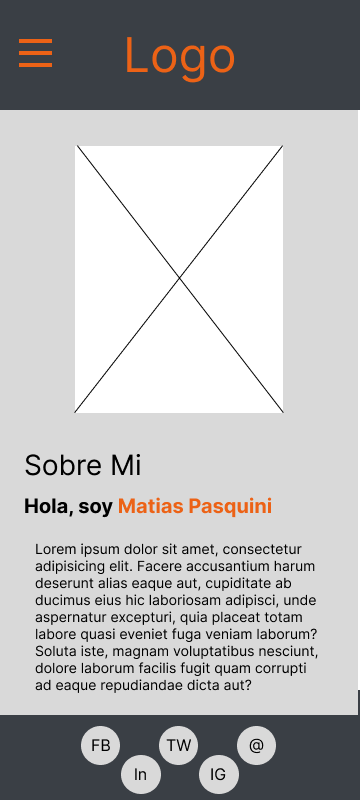 Logo
Sobre Mi
Hola, soy Matias Pasquini
Lorem ipsum dolor sit amet, consectetur
adipisicing elit. Facere accusantium harum
deserunt alias eaque aut, cupiditate ab
ducimus eius hic laboriosam adipisci, unde
aspernatur excepturi, quia placeat totam
labore quasi eveniet fuga veniam laborum?
Soluta iste, magnam voluptatibus nesciunt,
dolore laborum facilis fugit quam corrupti
ad eaque repudiandae dicta aut?
FB TW @
In IG